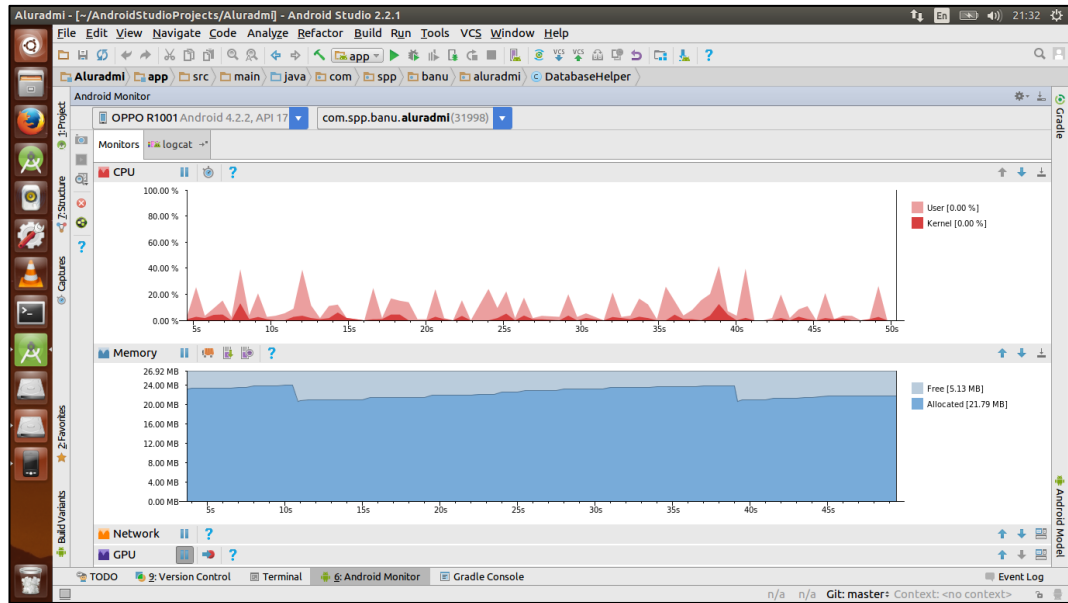 Aluradmi - [~/AndroidStudioProjects/Aluradmi] - Android Studio 2.2.1
En
21:32
File Edit View Navigate Code Analyze Refactor Build Run Tools VCS Window Help
app
VCS VCS
?
Aluradmi app src main java com spp banu aluradmi DatabaseHelper
Android Monitor
OPPO R1001 Android 4.2.2, API 17
com.spp.banu.aluradmi (31998)
Monitors logcat
1: Project
7: Structure
Captures
2: Favorites
Build Variants
Gradle
Android Model
?
CPU ?
100.00 %
80.00 %
60.00 %
40.00 %
20.00 %
0.00 %
5s 10s 15s 20s 25s 30s 35s 40s 45s 50s
User [0.00 %]
Kernel [0.00 %]
Memory ?
26.92 MB
24.00 MB
20.00 MB
16.00 MB
12.00 MB
8.00 MB
4.00 MB
0.00 MB
5s 10s 15s 20s 25s 30s 35s 40s 45s
Free [5.13 MB]
Allocated [21.79 MB]
Network ?
GPU ?
TODO 9: Version Control Terminal 6: Android Monitor Gradle Console Event Log
n/a n/a Git: master Context: <no context>